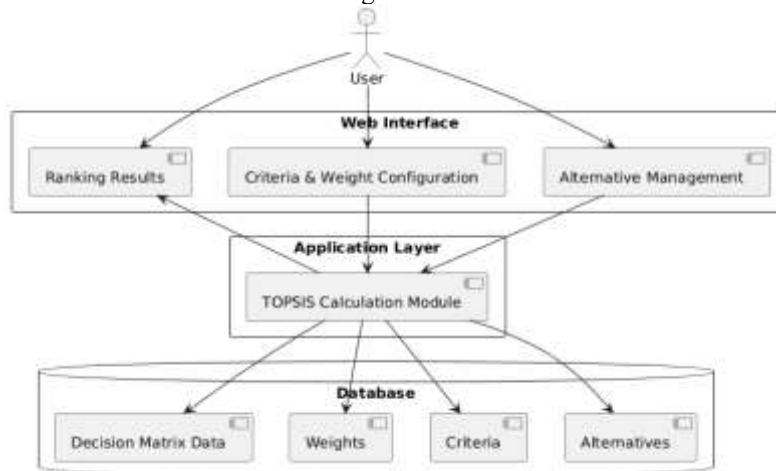 User
Web Interface
Ranking Results
Criteria & Weight Configuration
Alternative Management
Application Layer
TOPSIS Calculation Module
Database
Decision Matrix Data
Weights
Criteria
Alternatives